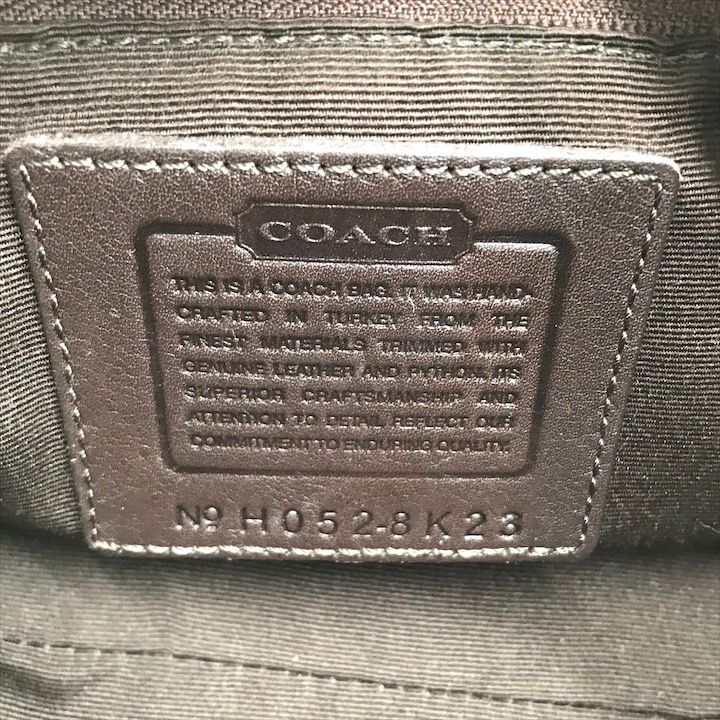 COACH
THIS IS A COACH BAG. IT WAS HAND-
CRAFTED IN TURKEY FROM THE
FINEST MATERIALS TRIMMED WITH
GENUINE LEATHER AND PYTHON. ITS
SUPERIOR CRAFTSMANSHIP AND
ATTENTION TO DETAIL REFLECT OUR
COMMITMENT TO ENDURING QUALITY.
Nº H052-8K23